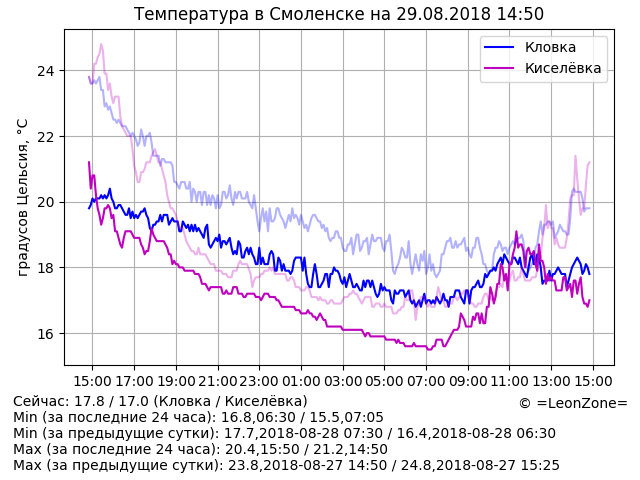 Температура в Смоленске на 29.08.2018 14:50
градусов Цельсия, °C
24
22
20
18
16
Кловка
Киселёвка
15:00 17:00 19:00 21:00 23:00 01:00 03:00 05:00 07:00 09:00 11:00 13:00 15:00
Сейчас: 17.8 / 17.0 (Кловка / Киселёвка)
© =LeonZone=
Min (за последние 24 часа): 16.8,06:30 / 15.5,07:05
Min (за предыдущие сутки): 17.7,2018-08-28 07:30 / 16.4,2018-08-28 06:30
Max (за последние 24 часа): 20.4,15:50 / 21.2,14:50
Max (за предыдущие сутки): 23.8,2018-08-27 14:50 / 24.8,2018-08-27 15:25